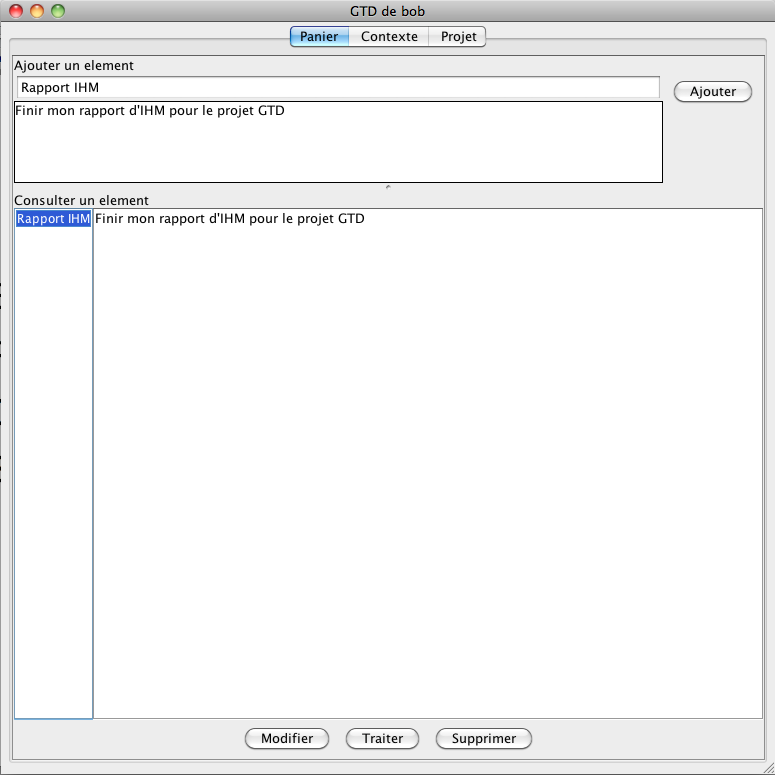 GTD de bob
Panier Contexte Projet
Ajouter un element
Rapport IHM
Ajouter
Finir mon rapport d'IHM pour le projet GTD
Consulter un element
Rapport IHM Finir mon rapport d'IHM pour le projet GTD
Modifier Traiter Supprimer